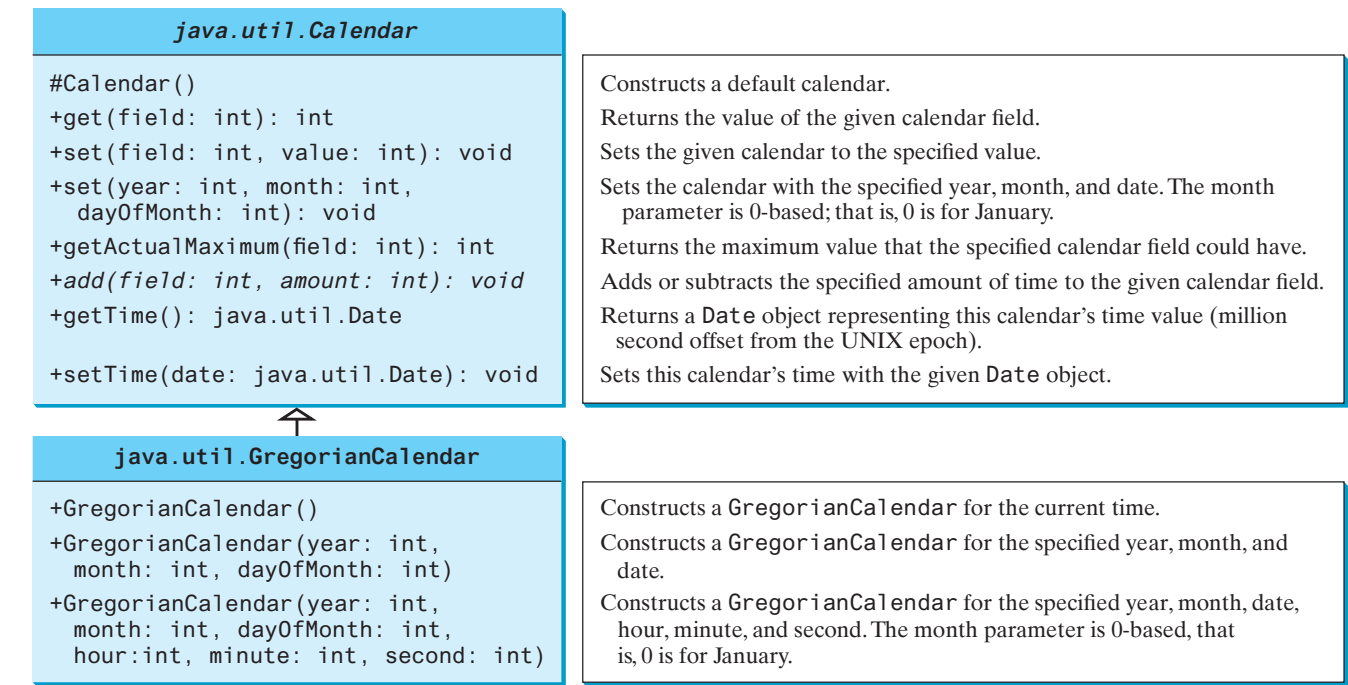 java.util.Calendar
#Calendar()
Constructs a default calendar.
+get(field: int): int
Returns the value of the given calendar field.
+set(field: int, value: int): void
Sets the given calendar to the specified value.
+set(year: int, month: int,
dayOfMonth: int): void
Sets the calendar with the specified year, month, and date. The month
parameter is 0-based; that is, 0 is for January.
+getActualMaximum(field: int): int
Returns the maximum value that the specified calendar field could have.
+add(field: int, amount: int): void
Adds or subtracts the specified amount of time to the given calendar field.
+getTime(): java.util.Date
Returns a Date object representing this calendar's time value (million
second offset from the UNIX epoch).
+setTime(date: java.util.Date): void
Sets this calendar's time with the given Date object.
java.util.GregorianCalendar
+GregorianCalendar()
Constructs a GregorianCalendar for the current time.
+GregorianCalendar(year: int,
month: int, dayOfMonth: int)
Constructs a GregorianCalendar for the specified year, month, and
date.
+GregorianCalendar(year: int,
month: int, dayOfMonth: int,
hour:int, minute: int, second: int)
Constructs a GregorianCalendar for the specified year, month, date,
hour, minute, and second. The month parameter is 0-based, that
is, 0 is for January.